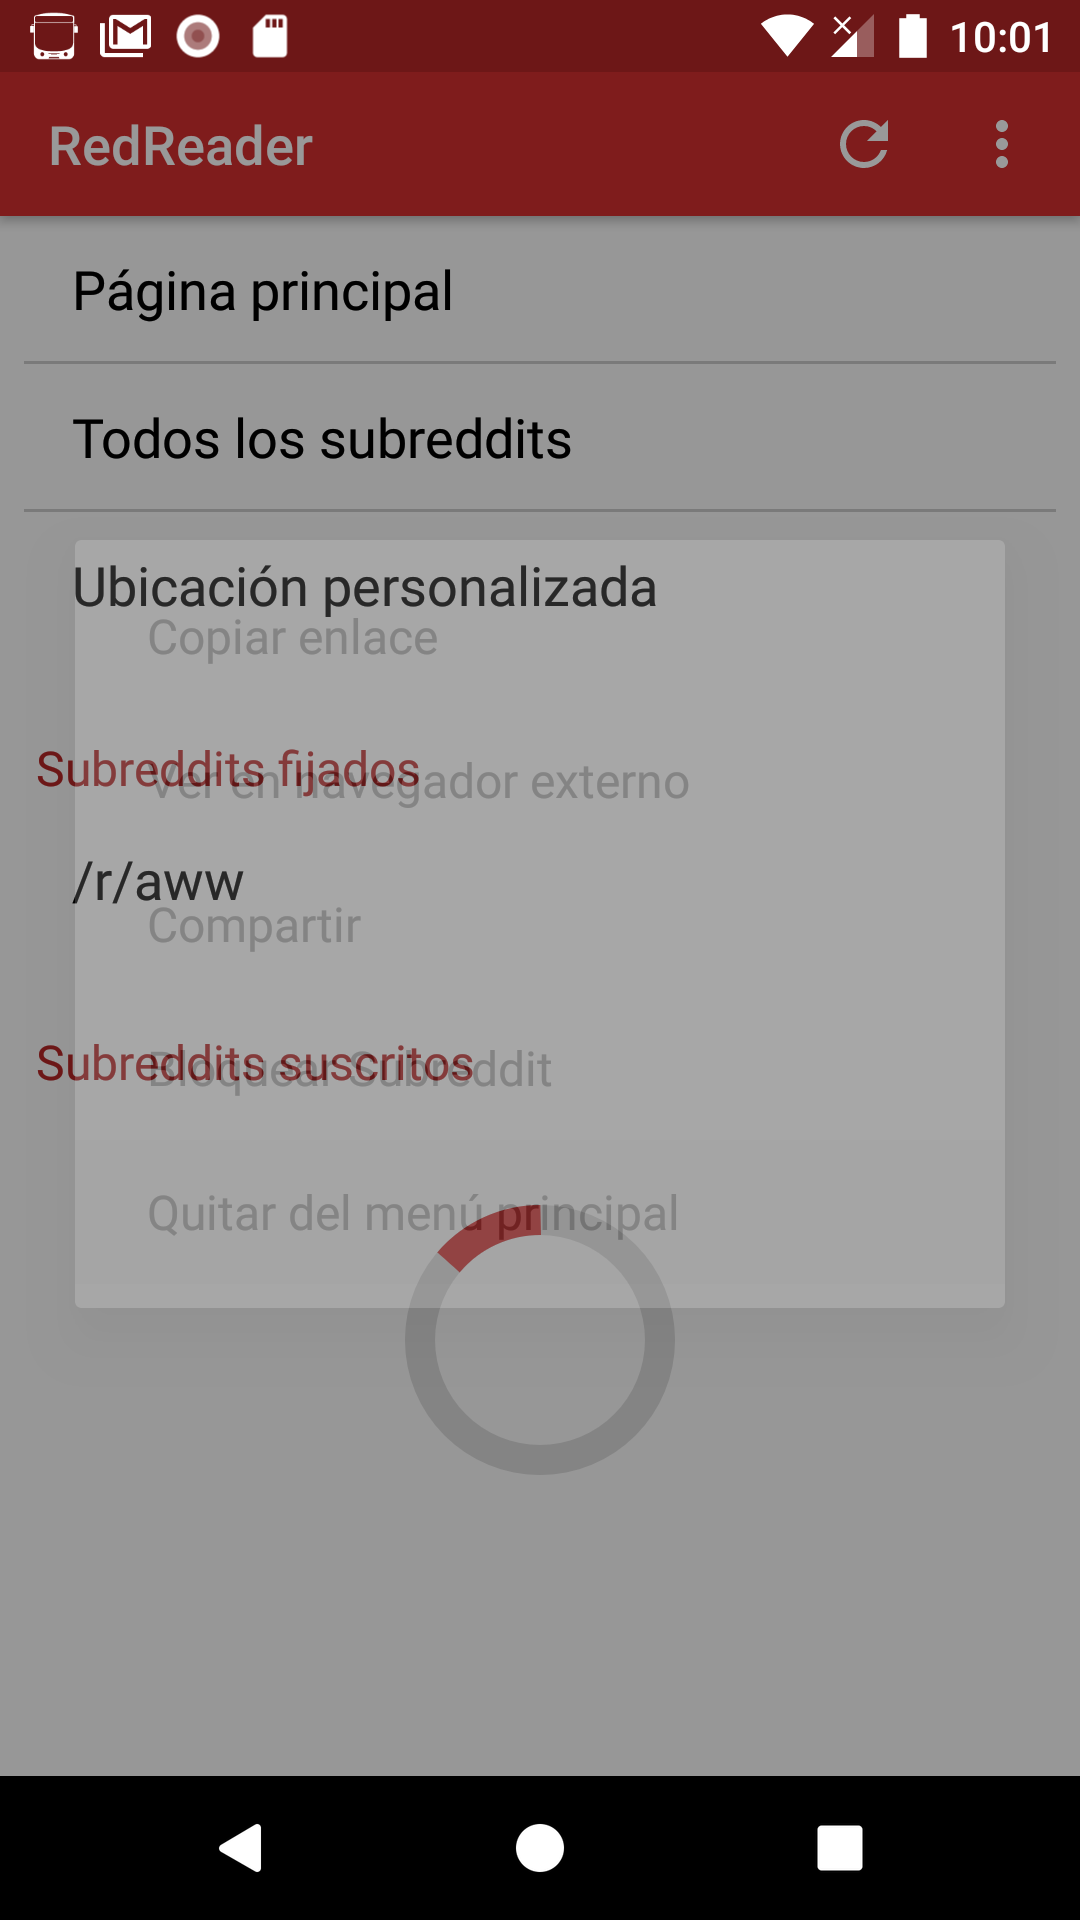 10:01
RedReader
Página principal
Todos los subreddits
Ubicación personalizada
Copiar enlace
Subreddits fijados
Ver en navegador externo
/r/aww
Compartir
Subreddits suscritos
Bloquear Subreddit
Quitar del menú principal